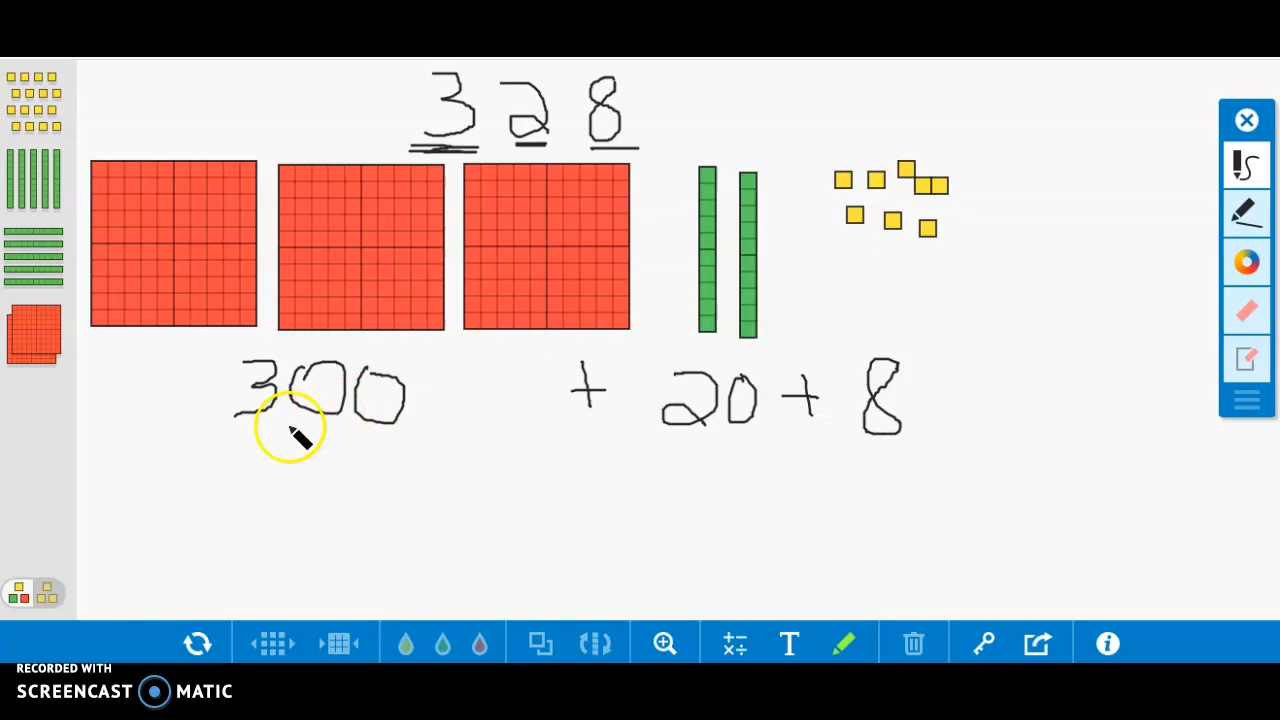 328
300 + 20 + 8
T
i
RECORDED WITH
SCREENCAST MATIC